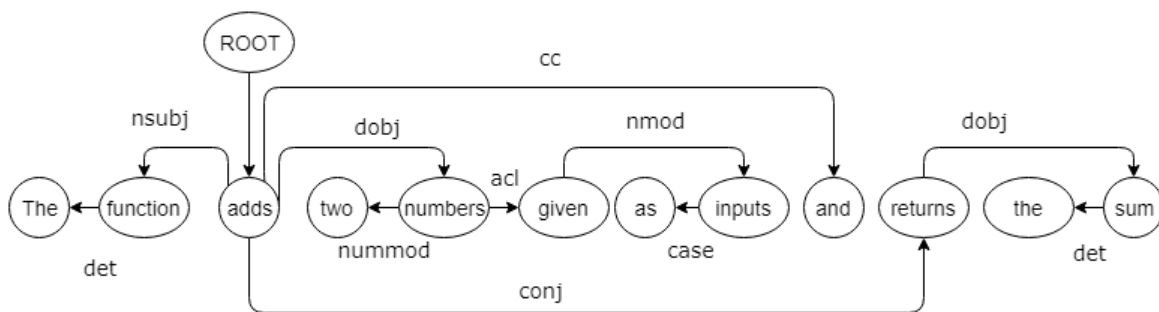 ROOT
cc
nsubj
dobj
nmod
dobj
acl
The function adds two numbers given as inputs and returns the sum
nummod
case
det
det
conj